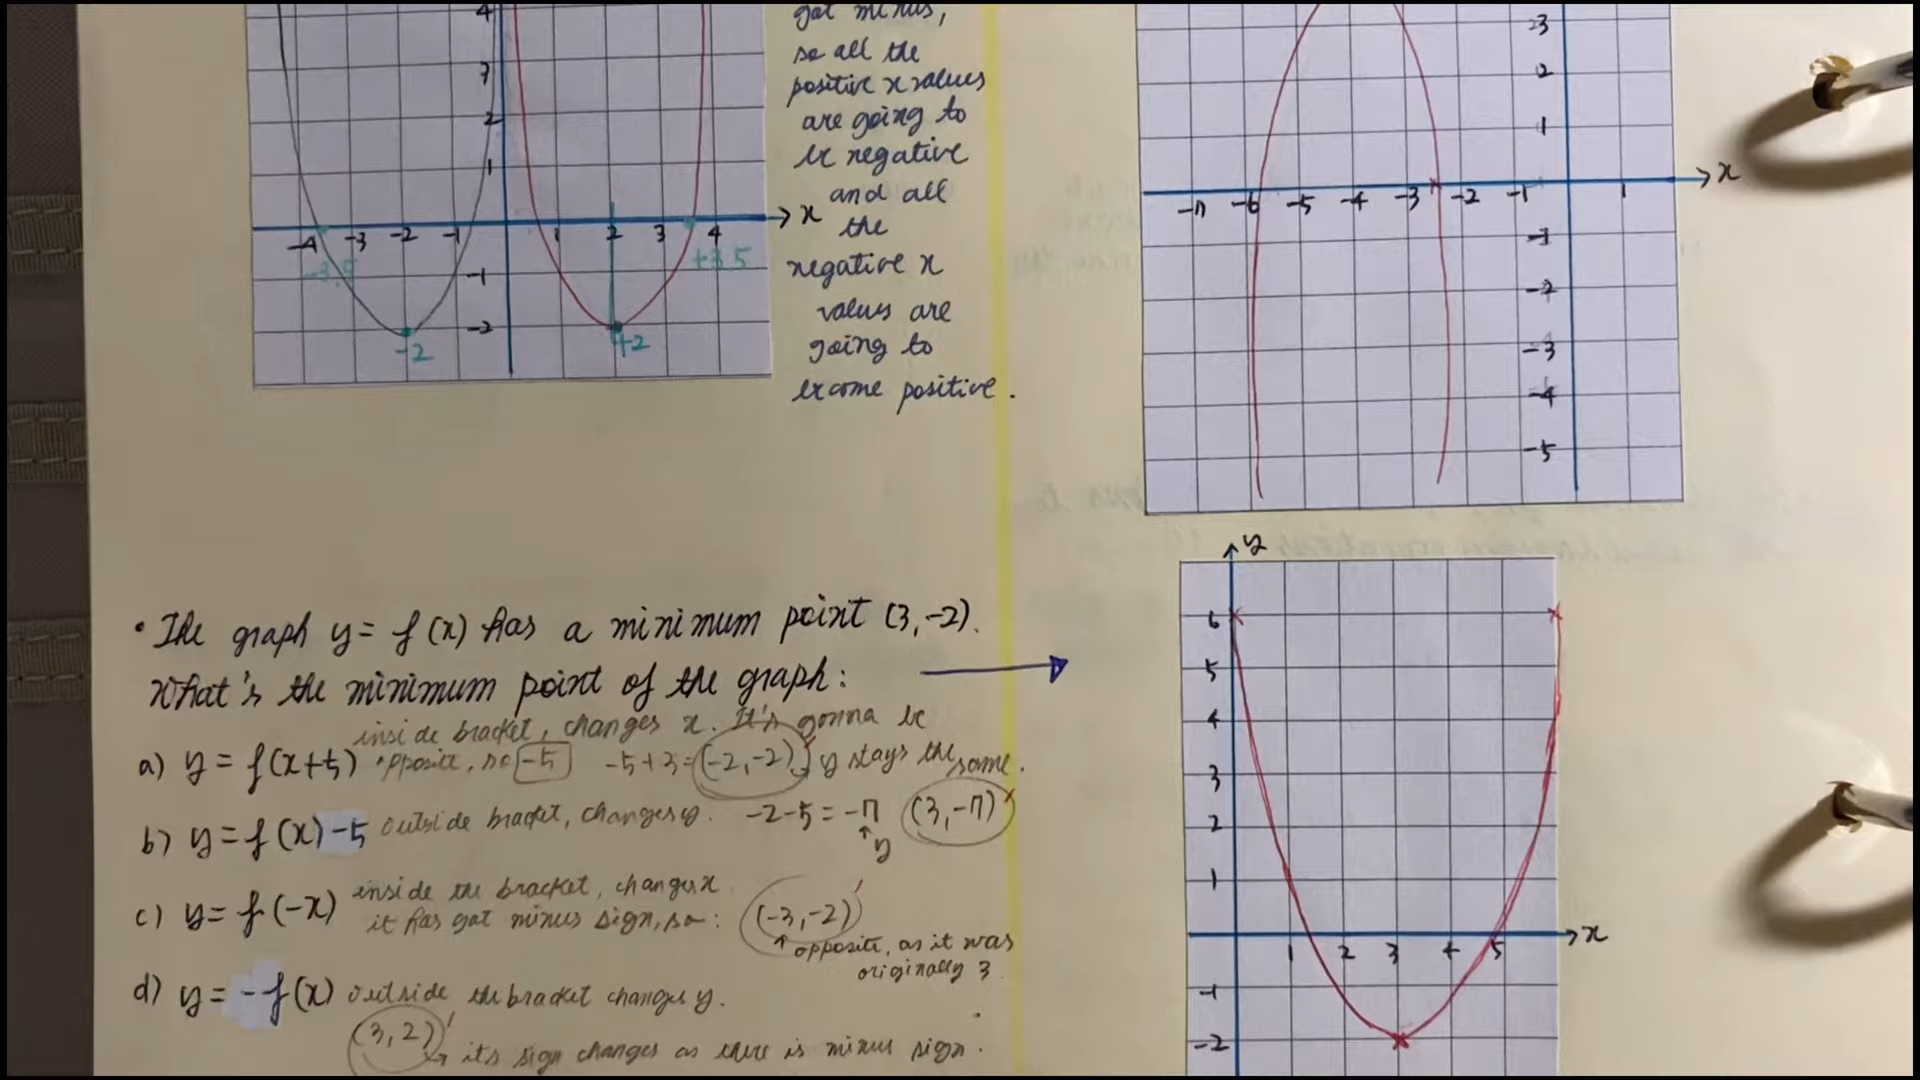 got minus,
so all the
positive x values
are going to
be negative
and all
the
negative x
values are
going to
become positive.
4
3
2
1
x
-4 -3 -2 -1 1 2 3 4
-3.5
+3.5
-1
-2
-2
+2
3
2
1
x
-7 -6 -5 -4 -3 -2 -1 1
-1
-2
-3
-4
-5
• The graph y = f(x) has a minimum point (3,-2).
What's the minimum point of the graph:
inside bracket, changes x. It's gonna be
a) y = f(x+5) opposite, so -5 -5+3= (-2,-2) y stays the same.
b) y = f(x) -5 outside bracket, changes y. -2-5 = -7 (3,-7)
↑
y
c) y = f(-x) inside the bracket, changes x
it has got minus sign, so: (-3,-2)
↑ opposite, as it was
originally 3
d) y = -f(x) outside the bracket changes y.
(3,2)
→ its sign changes as there is minus sign.
y
6
5
4
3
2
1
x
1 2 3 4 5
-1
-2